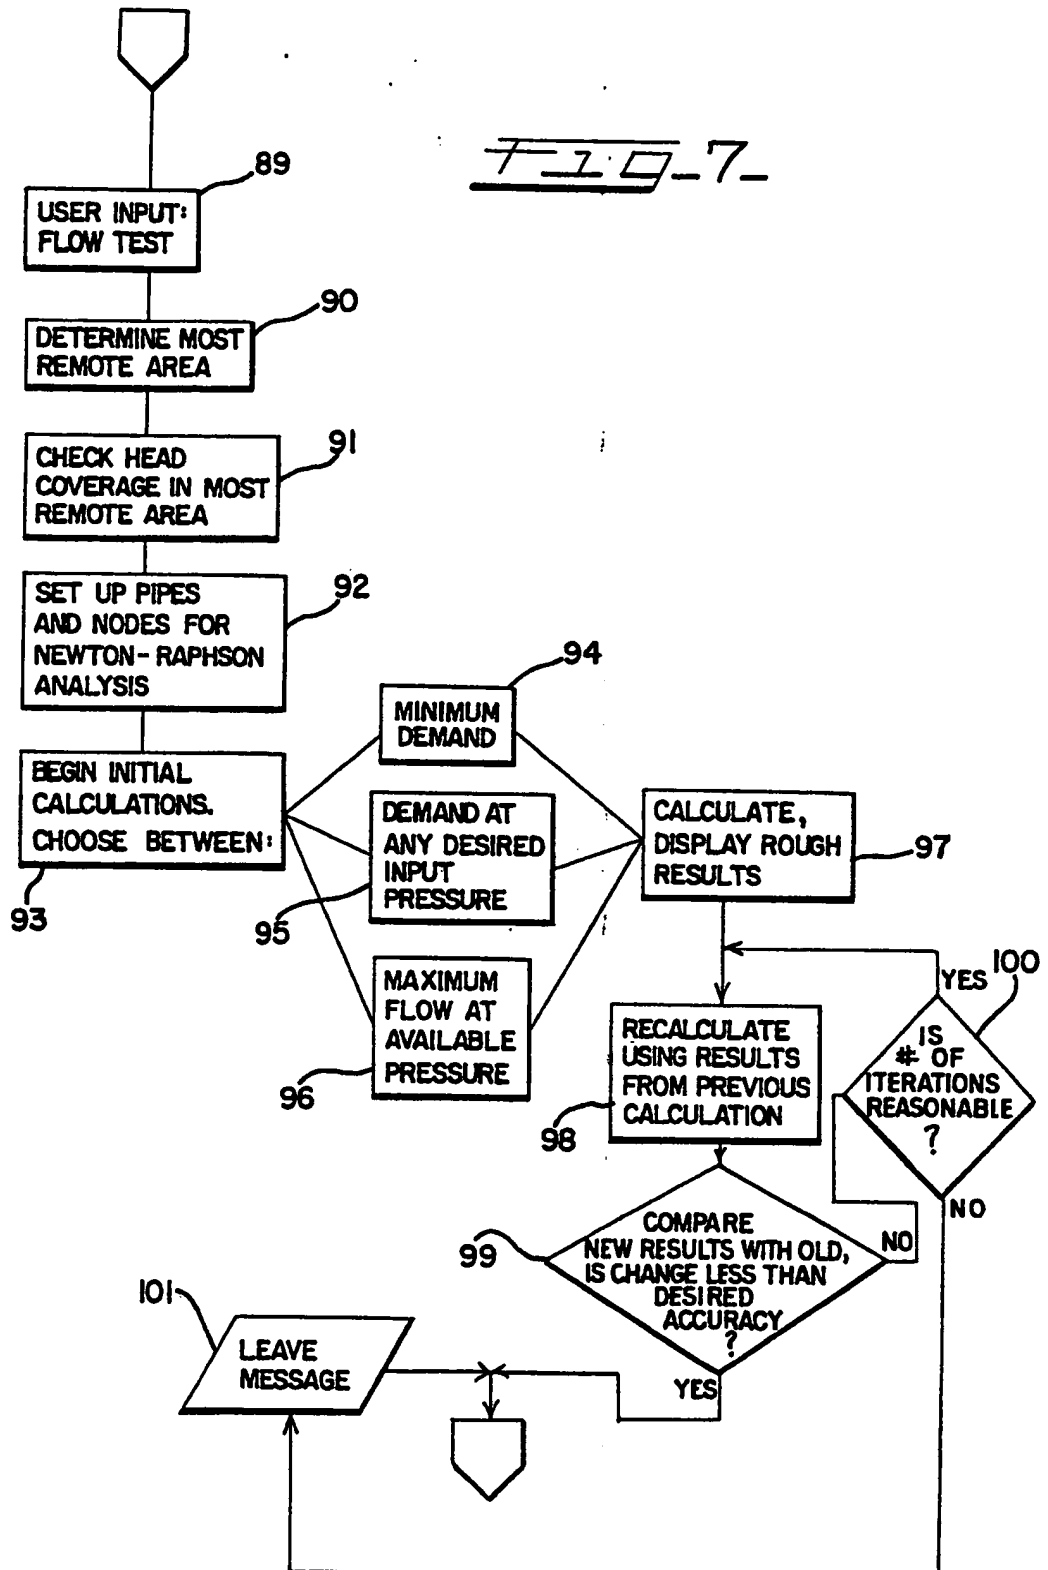 FIG_7_
89
USER INPUT:
FLOW TEST
90
DETERMINE MOST
REMOTE AREA
91
CHECK HEAD
COVERAGE IN MOST
REMOTE AREA
92
SET UP PIPES
AND NODES FOR
NEWTON-RAPHSON
ANALYSIS
93
BEGIN INITIAL
CALCULATIONS.
CHOOSE BETWEEN:
94
MINIMUM
DEMAND
95
DEMAND AT
ANY DESIRED
INPUT
PRESSURE
96
MAXIMUM
FLOW AT
AVAILABLE
PRESSURE
97
CALCULATE,
DISPLAY ROUGH
RESULTS
98
RECALCULATE
USING RESULTS
FROM PREVIOUS
CALCULATION
99
COMPARE
NEW RESULTS WITH OLD,
IS CHANGE LESS THAN
DESIRED
ACCURACY
?
NO
YES
100
YES
IS
# OF
ITERATIONS
REASONABLE
?
NO
101
LEAVE
MESSAGE